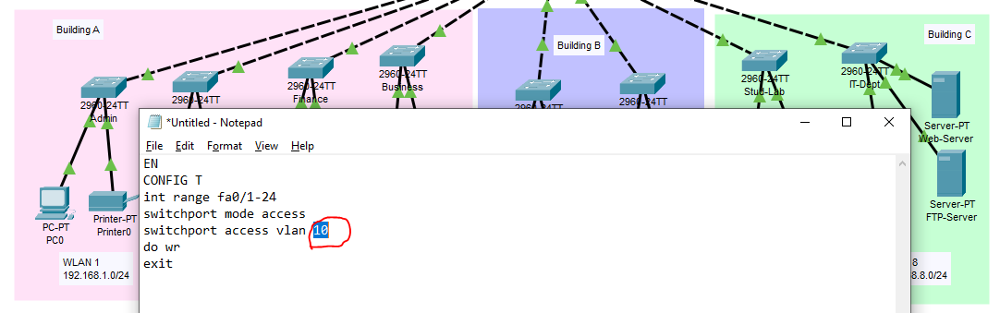 Building A
Building B
Building C
2960-24TT
Admin
2960-24TT
2960-24TT
Finance
2960-24TT
Business
2960-24TT
2960-24TT
2960-24TT
Stud-Lab
2960-24TT
IT-Dept
Server-PT
Web-Server
Server-PT
FTP-Server
PC-PT
PC0
Printer-PT
Printer0
WLAN 1
192.168.1.0/24
8
8.8.0/24
*Untitled - Notepad
File Edit Format View Help
EN
CONFIG T
int range fa0/1-24
switchport mode access
switchport access vlan 10
do wr
exit